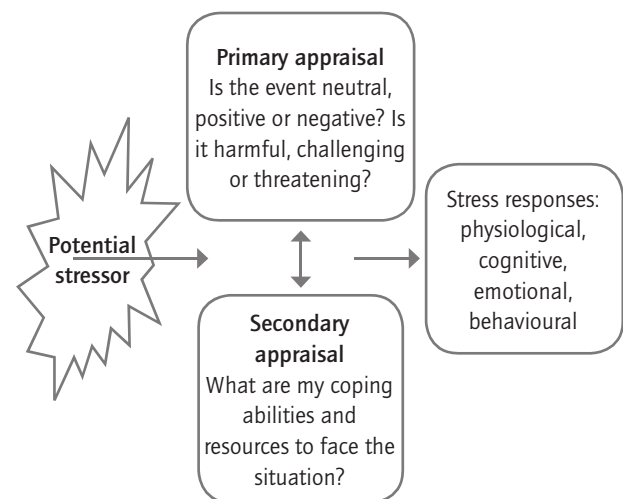 Primary appraisal
Is the event neutral,
positive or negative? Is
it harmful, challenging
or threatening?
Potential
stressor
Stress responses:
physiological,
cognitive,
emotional,
behavioural
Secondary
appraisal
What are my coping
abilities and
resources to face the
situation?